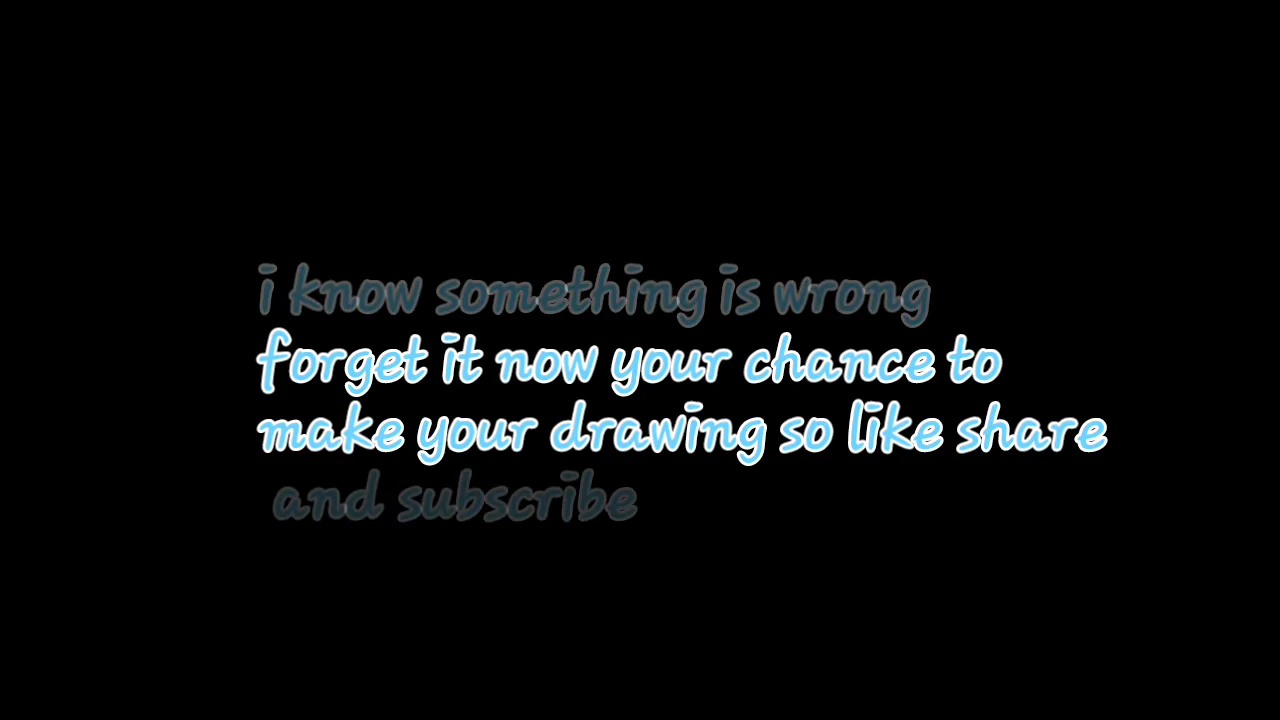 i know something is wrong
forget it now your chance to
make your drawing so like share
and subscribe